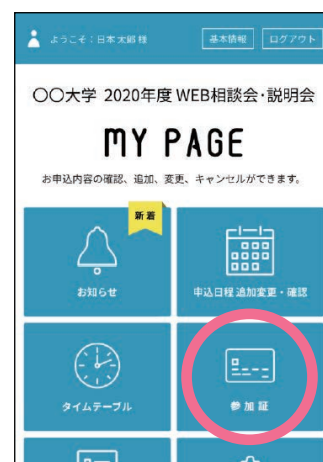 ようこそ：日本太郎 様
基本情報
ログアウト
〇〇大学 2020年度 WEB相談会・説明会
MY PAGE
お申込内容の確認、追加、変更、キャンセルができます。
新着
お知らせ
申込日程 追加変更・確認
タイムテーブル
参加証